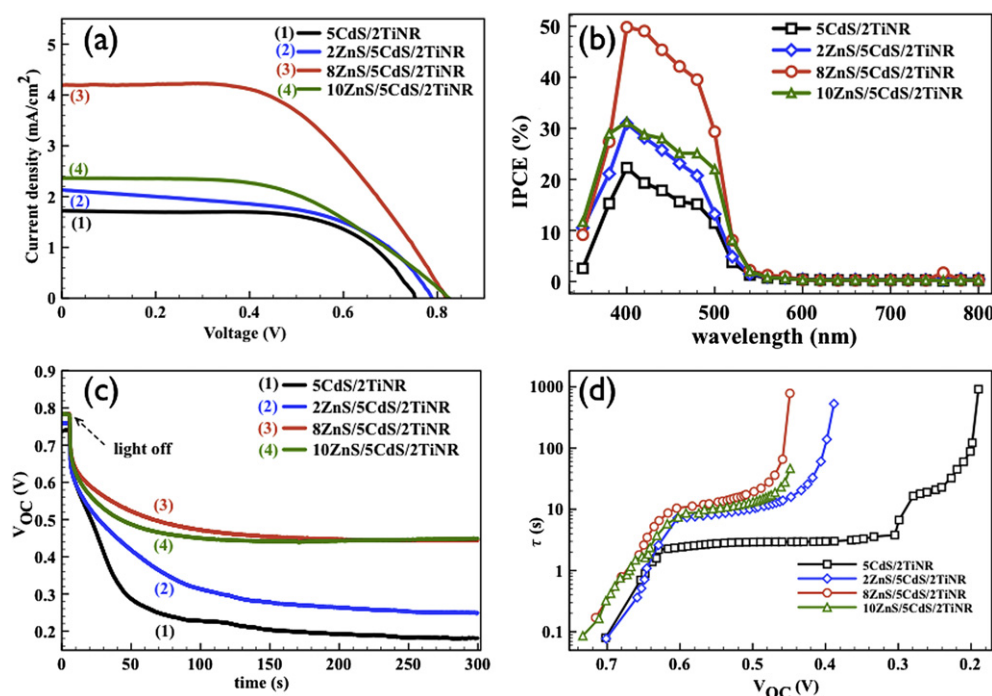 (a)
(1) 5CdS/2TiNR
(2) 2ZnS/5CdS/2TiNR
(3) 8ZnS/5CdS/2TiNR
(4) 10ZnS/5CdS/2TiNR
Current density (mA/cm²)
5
4
3
2
1
0
(3)
(4)
(2)
(1)
0 0.2 0.4 0.6 0.8
Voltage (V)
(b)
5CdS/2TiNR
2ZnS/5CdS/2TiNR
8ZnS/5CdS/2TiNR
10ZnS/5CdS/2TiNR
IPCE (%)
50
40
30
20
10
0
400 500 600 700 800
wavelength (nm)
(c)
(1) 5CdS/2TiNR
(2) 2ZnS/5CdS/2TiNR
(3) 8ZnS/5CdS/2TiNR
(4) 10ZnS/5CdS/2TiNR
light off
V_OC (V)
0.9
0.8
0.7
0.6
0.5
0.4
0.3
0.2
(3)
(4)
(2)
(1)
0 50 100 150 200 250 300
time (s)
(d)
τ (s)
1000
100
10
1
0.1
5CdS/2TiNR
2ZnS/5CdS/2TiNR
8ZnS/5CdS/2TiNR
10ZnS/5CdS/2TiNR
0.7 0.6 0.5 0.4 0.3 0.2
V_OC (V)